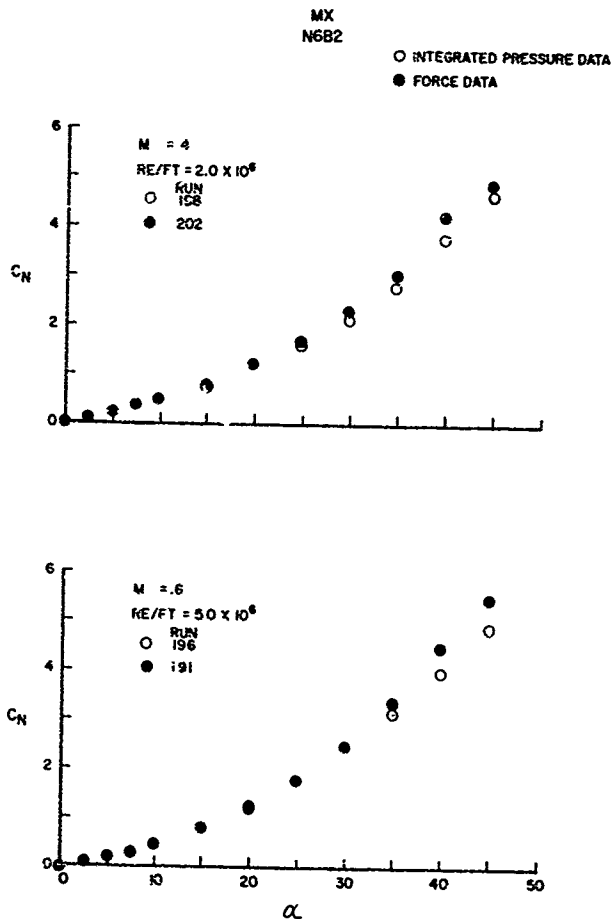 MX
N6B2
○ INTEGRATED PRESSURE DATA
● FORCE DATA
6
M = 4
RE/FT = 2.0 X 10⁶
RUN
○ 198
● 202
4
CN
2
0
6
M = .6
RE/FT = 5.0 X 10⁶
RUN
○ 196
● 191
4
CN
2
0
0 10 20 30 40 50
α